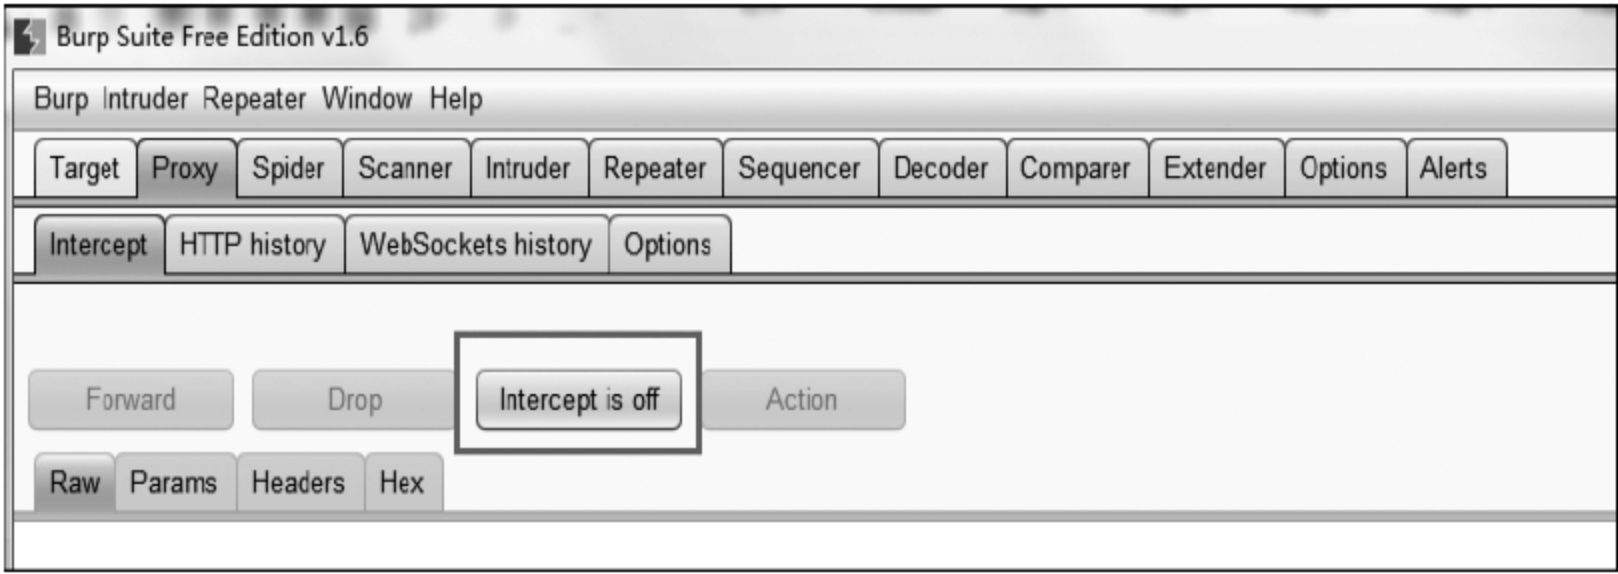 Burp Suite Free Edition v1.6
Burp Intruder Repeater Window Help
Target Proxy Spider Scanner Intruder Repeater Sequencer Decoder Comparer Extender Options Alerts
Intercept HTTP history WebSockets history Options
Forward Drop Intercept is off Action
Raw Params Headers Hex